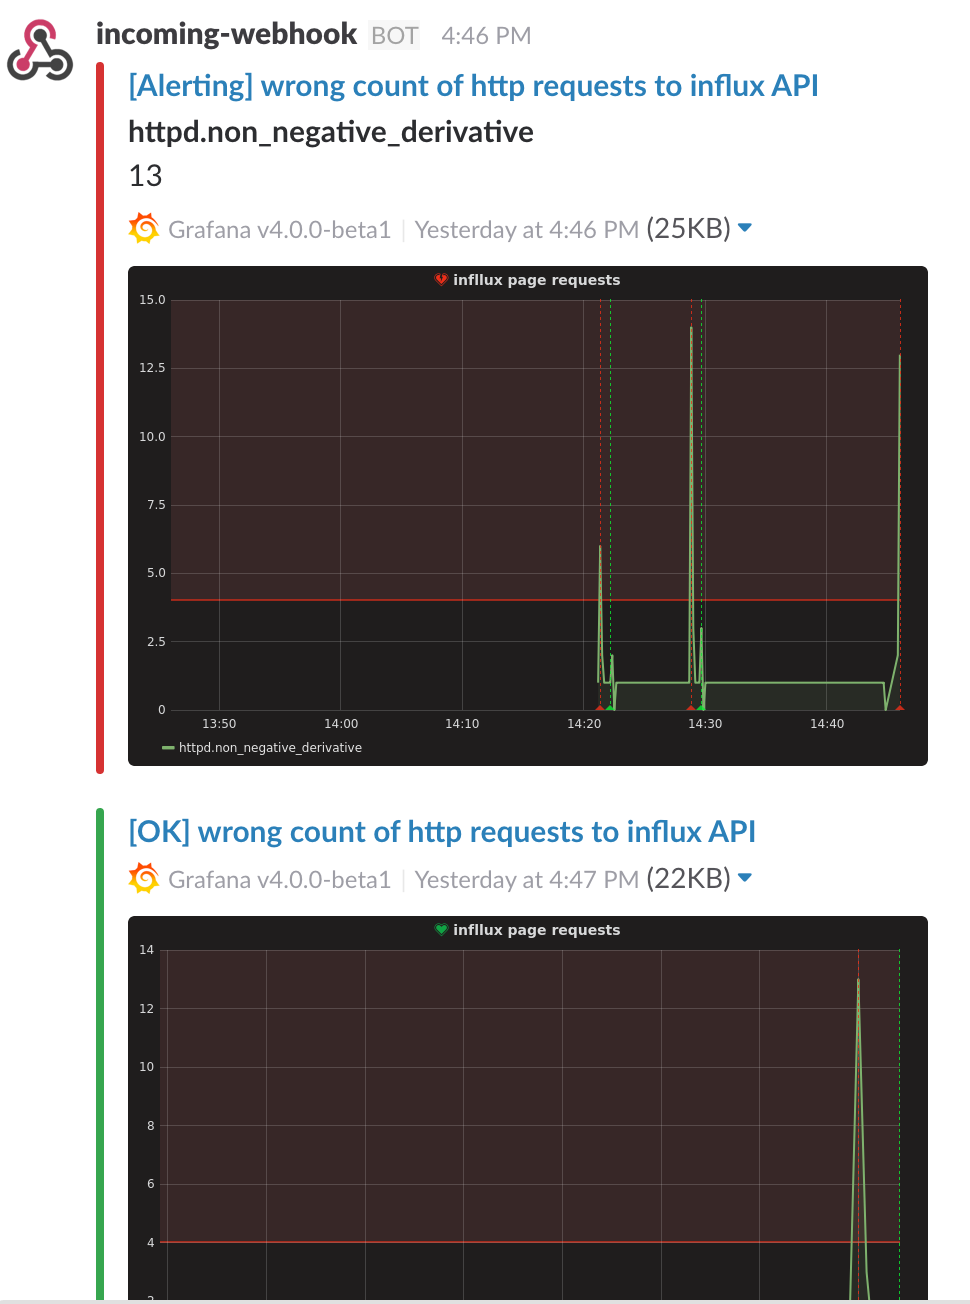 incoming-webhook BOT 4:46 PM
[Alerting] wrong count of http requests to influx API
httpd.non_negative_derivative
13
Grafana v4.0.0-beta1 | Yesterday at 4:46 PM (25KB)
infllux page requests
15.0
12.5
10.0
7.5
5.0
2.5
0
13:50 14:00 14:10 14:20 14:30 14:40
httpd.non_negative_derivative
[OK] wrong count of http requests to influx API
Grafana v4.0.0-beta1 | Yesterday at 4:47 PM (22KB)
infllux page requests
14
12
10
8
6
4
2